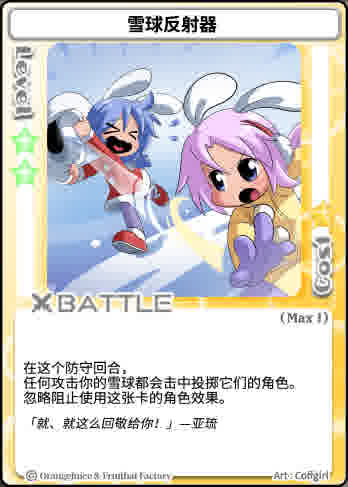 雪球反射器
Level
Cost
BATTLE
(Max 1)
在这个防守回合，
任何攻击你的雪球都会击中投掷它们的角色。
忽略阻止使用这张卡的角色效果。
「就、就这么回敬给你！」—亚琉
© OrangeJuice & Fruitbat Factory
Art : Coffgirl